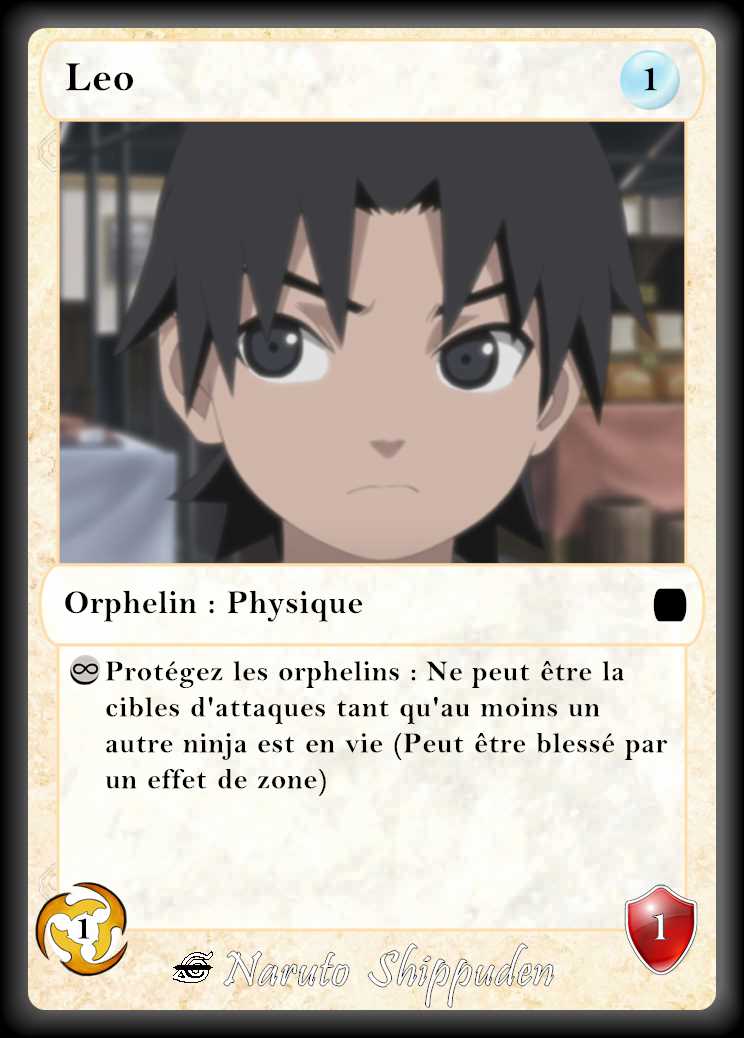 Leo
1
Orphelin : Physique
Protégez les orphelins : Ne peut être la
cibles d'attaques tant qu'au moins un
autre ninja est en vie (Peut être blessé par
un effet de zone)
1
1
Naruto Shippuden